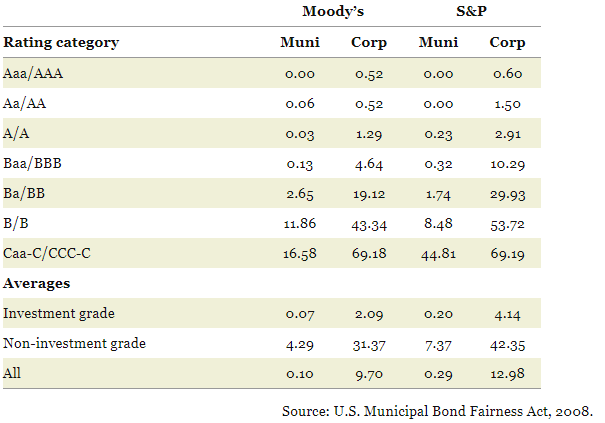 Moody's S&P
Rating category Muni Corp Muni Corp
Aaa/AAA 0.00 0.52 0.00 0.60
Aa/AA 0.06 0.52 0.00 1.50
A/A 0.03 1.29 0.23 2.91
Baa/BBB 0.13 4.64 0.32 10.29
Ba/BB 2.65 19.12 1.74 29.93
B/B 11.86 43.34 8.48 53.72
Caa-C/CCC-C 16.58 69.18 44.81 69.19
Averages
Investment grade 0.07 2.09 0.20 4.14
Non-investment grade 4.29 31.37 7.37 42.35
All 0.10 9.70 0.29 12.98
Source: U.S. Municipal Bond Fairness Act, 2008.